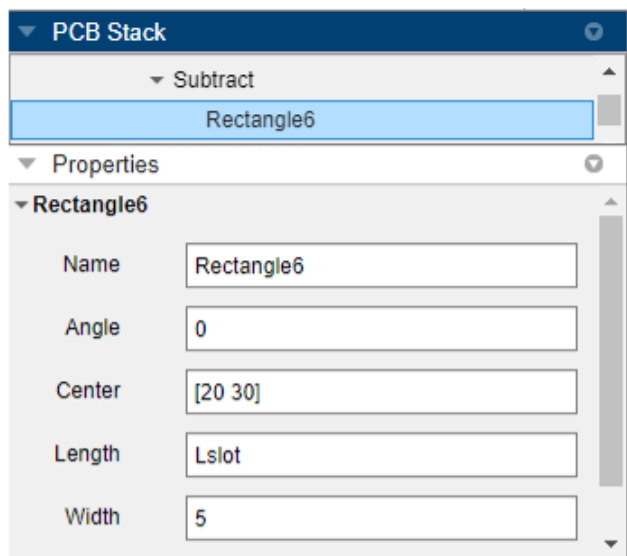 PCB Stack
Subtract
Rectangle6
Properties
Rectangle6
Name Rectangle6
Angle 0
Center [20 30]
Length Lslot
Width 5